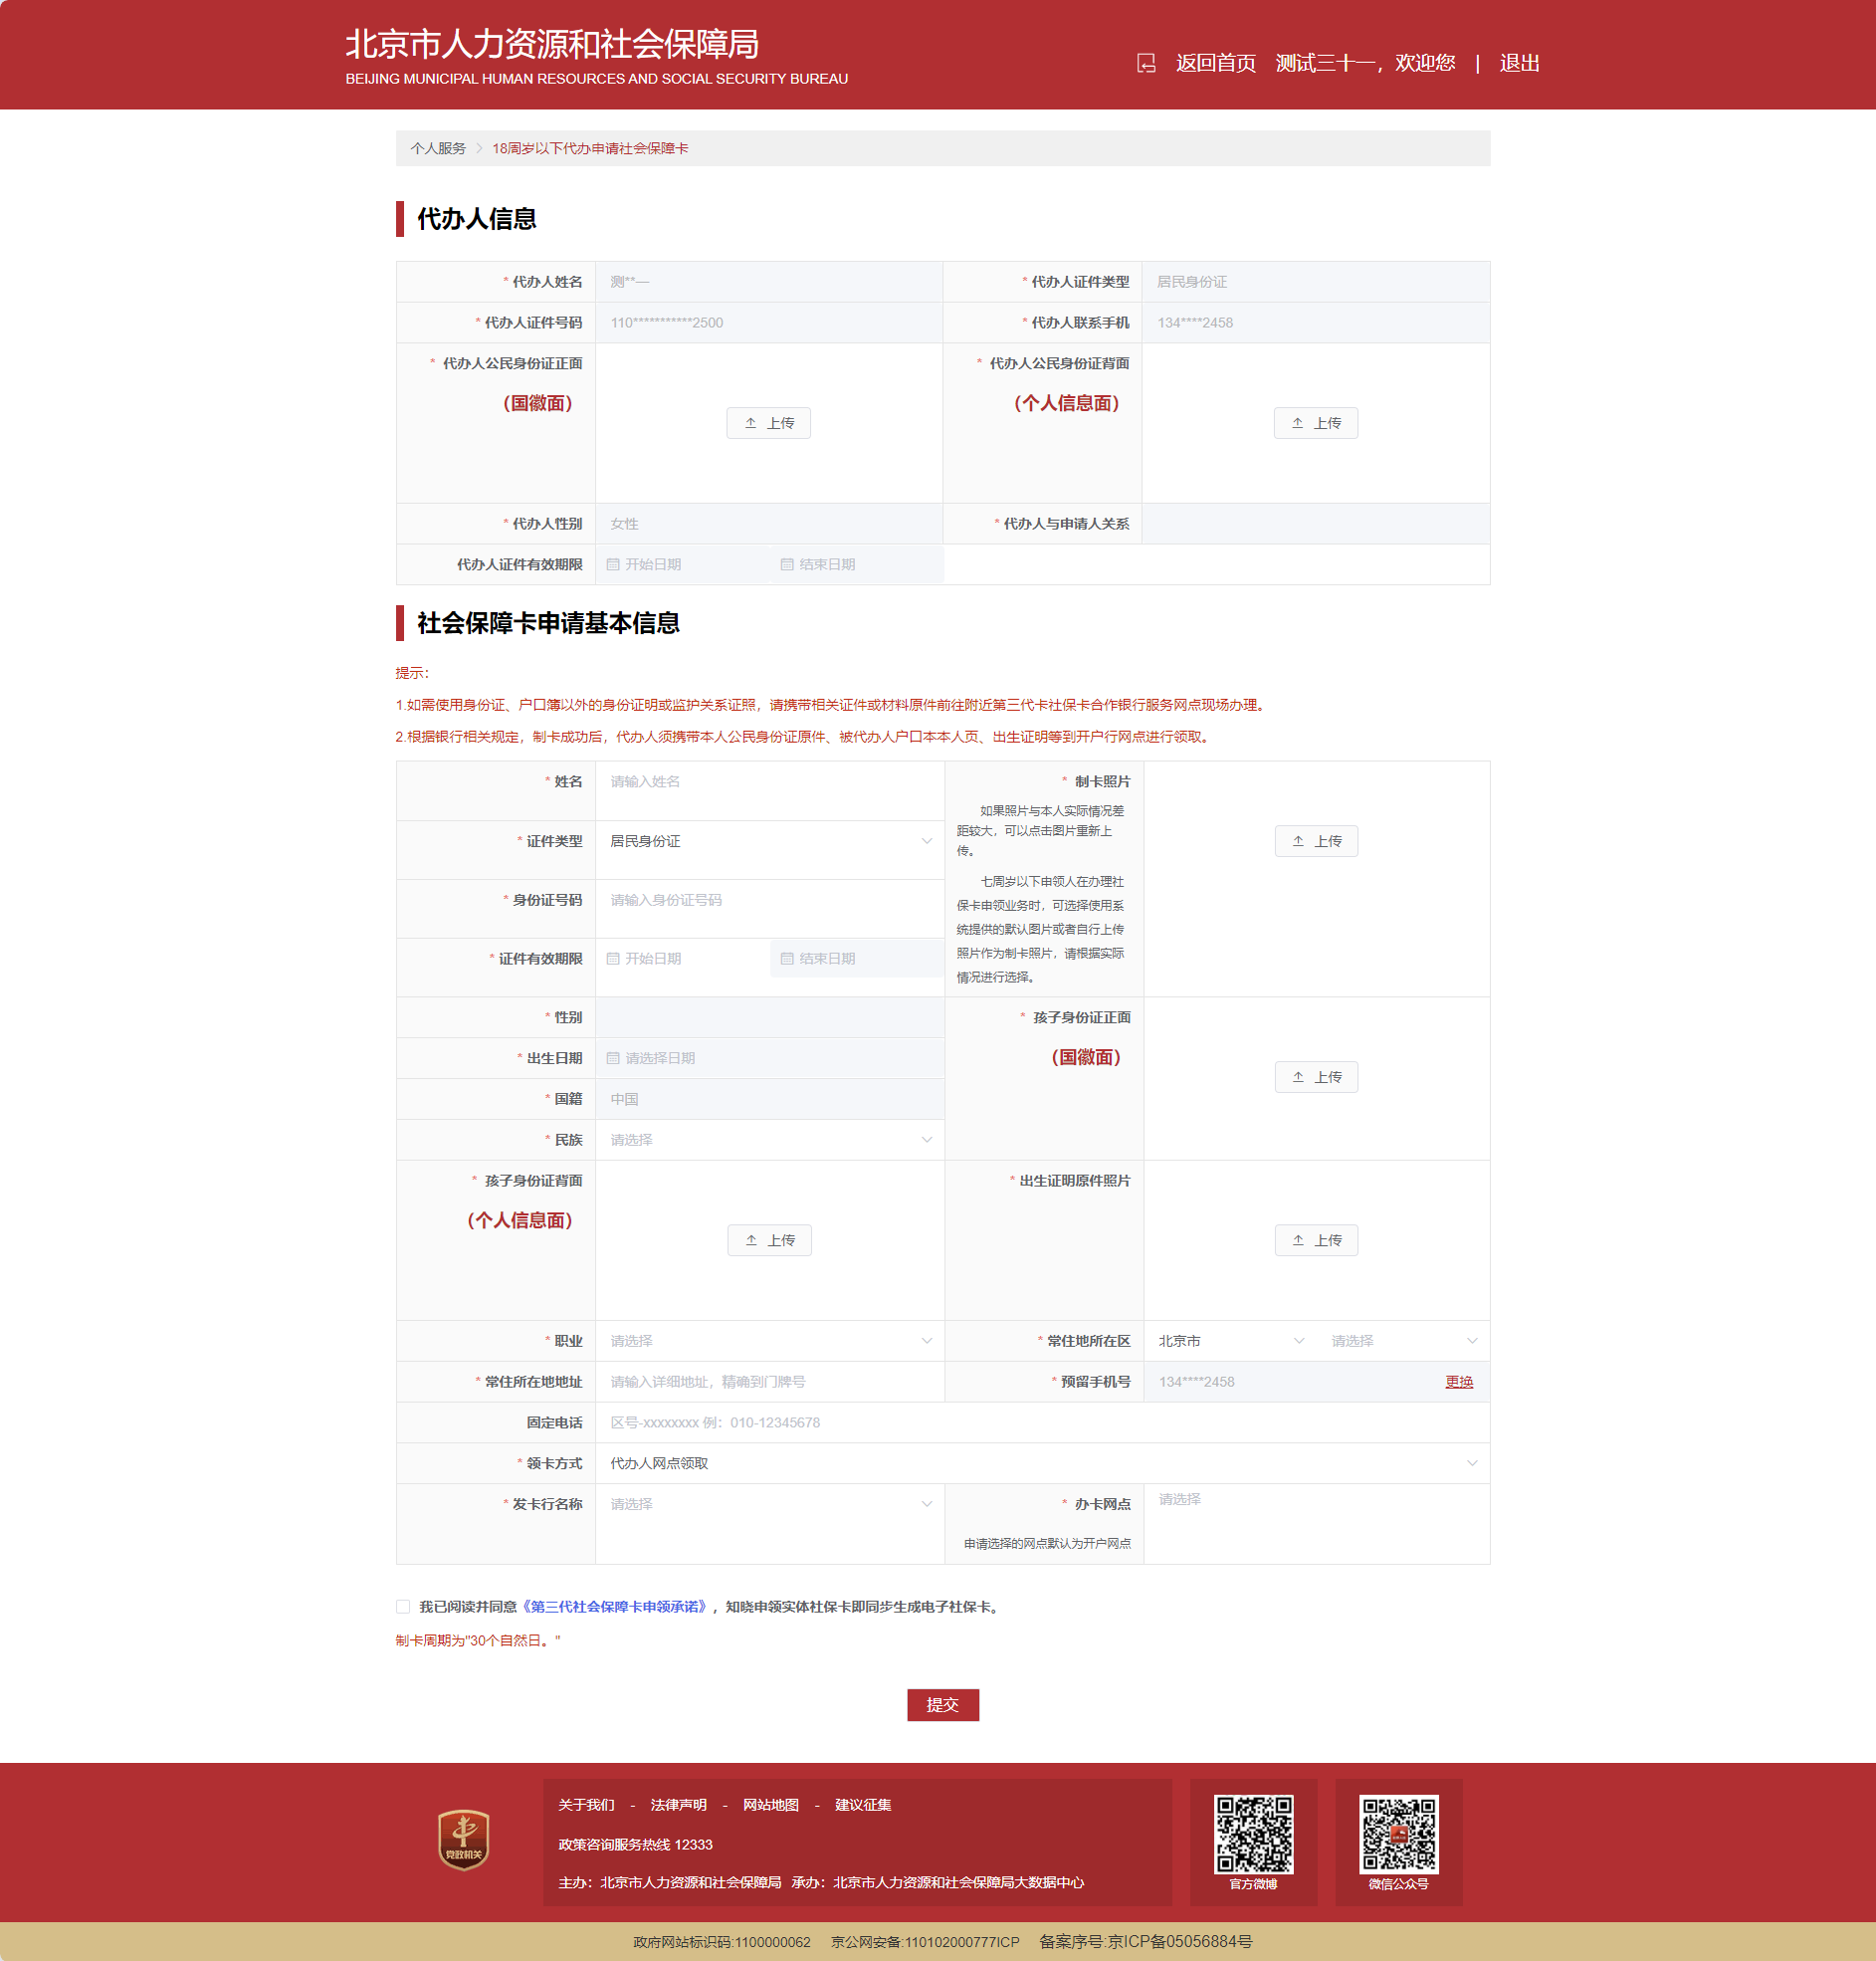 北京市人力资源和社会保障局
BEIJING MUNICIPAL HUMAN RESOURCES AND SOCIAL SECURITY BUREAU
返回首页 测试三十一，欢迎您 | 退出
个人服务 > 18周岁以下代办申请社会保障卡
代办人信息
* 代办人姓名 测**一 * 代办人证件类型 居民身份证
* 代办人证件号码 110***********2500 * 代办人联系手机 134****2458
* 代办人公民身份证正面 * 代办人公民身份证背面
（国徽面） （个人信息面）
上传 上传
* 代办人性别 女性 * 代办人与申请人关系
代办人证件有效期限 开始日期 结束日期
社会保障卡申请基本信息
提示：
1.如需使用身份证、户口簿以外的身份证明或监护关系证照，请携带相关证件或材料原件前往附近第三代卡社保卡合作银行服务网点现场办理。
2.根据银行相关规定，制卡成功后，代办人须携带本人公民身份证原件、被代办人户口本本人页、出生证明等到开户行网点进行领取。
* 姓名 请输入姓名
* 证件类型 居民身份证
* 身份证号码 请输入身份证号码
* 证件有效期限 开始日期 结束日期
* 制卡照片
如果照片与本人实际情况差
距较大，可以点击图片重新上
传。
七周岁以下申领人在办理社
保卡申领业务时，可选择使用系
统提供的默认图片或者自行上传
照片作为制卡照片，请根据实际
情况进行选择。
上传
* 性别
* 出生日期 请选择日期
* 国籍 中国
* 民族 请选择
* 孩子身份证正面
（国徽面）
上传
* 孩子身份证背面 * 出生证明原件照片
（个人信息面）
上传 上传
* 职业 请选择 * 常住地所在区 北京市 请选择
* 常住所在地地址 请输入详细地址，精确到门牌号 * 预留手机号 134****2458 更换
固定电话 区号-xxxxxxxx 例：010-12345678
* 领卡方式 代办人网点领取
* 发卡行名称 请选择 * 办卡网点 请选择
申请选择的网点默认为开户网点
我已阅读并同意《第三代社会保障卡申领承诺》，知晓申领实体社保卡即同步生成电子社保卡。
制卡周期为"30个自然日。"
提交
关于我们 - 法律声明 - 网站地图 - 建议征集
政策咨询服务热线 12333
主办：北京市人力资源和社会保障局 承办：北京市人力资源和社会保障局大数据中心
党政机关
官方微博 微信公众号
政府网站标识码:1100000062 京公网安备:110102000777ICP 备案序号:京ICP备05056884号